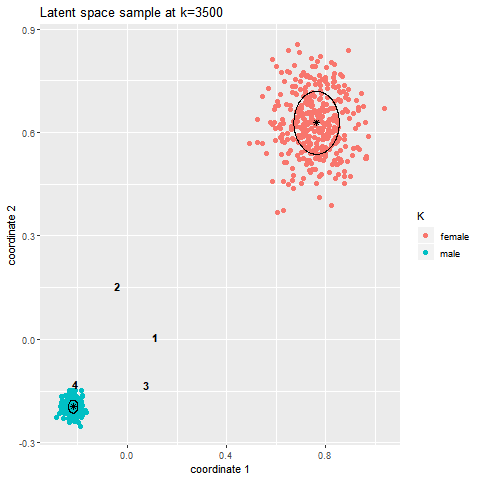 Latent space sample at k=3500
0.9
0.6
0.3
0.0
-0.3
coordinate 2
2
1
4
3
0.0
0.4
0.8
coordinate 1
K
female
male